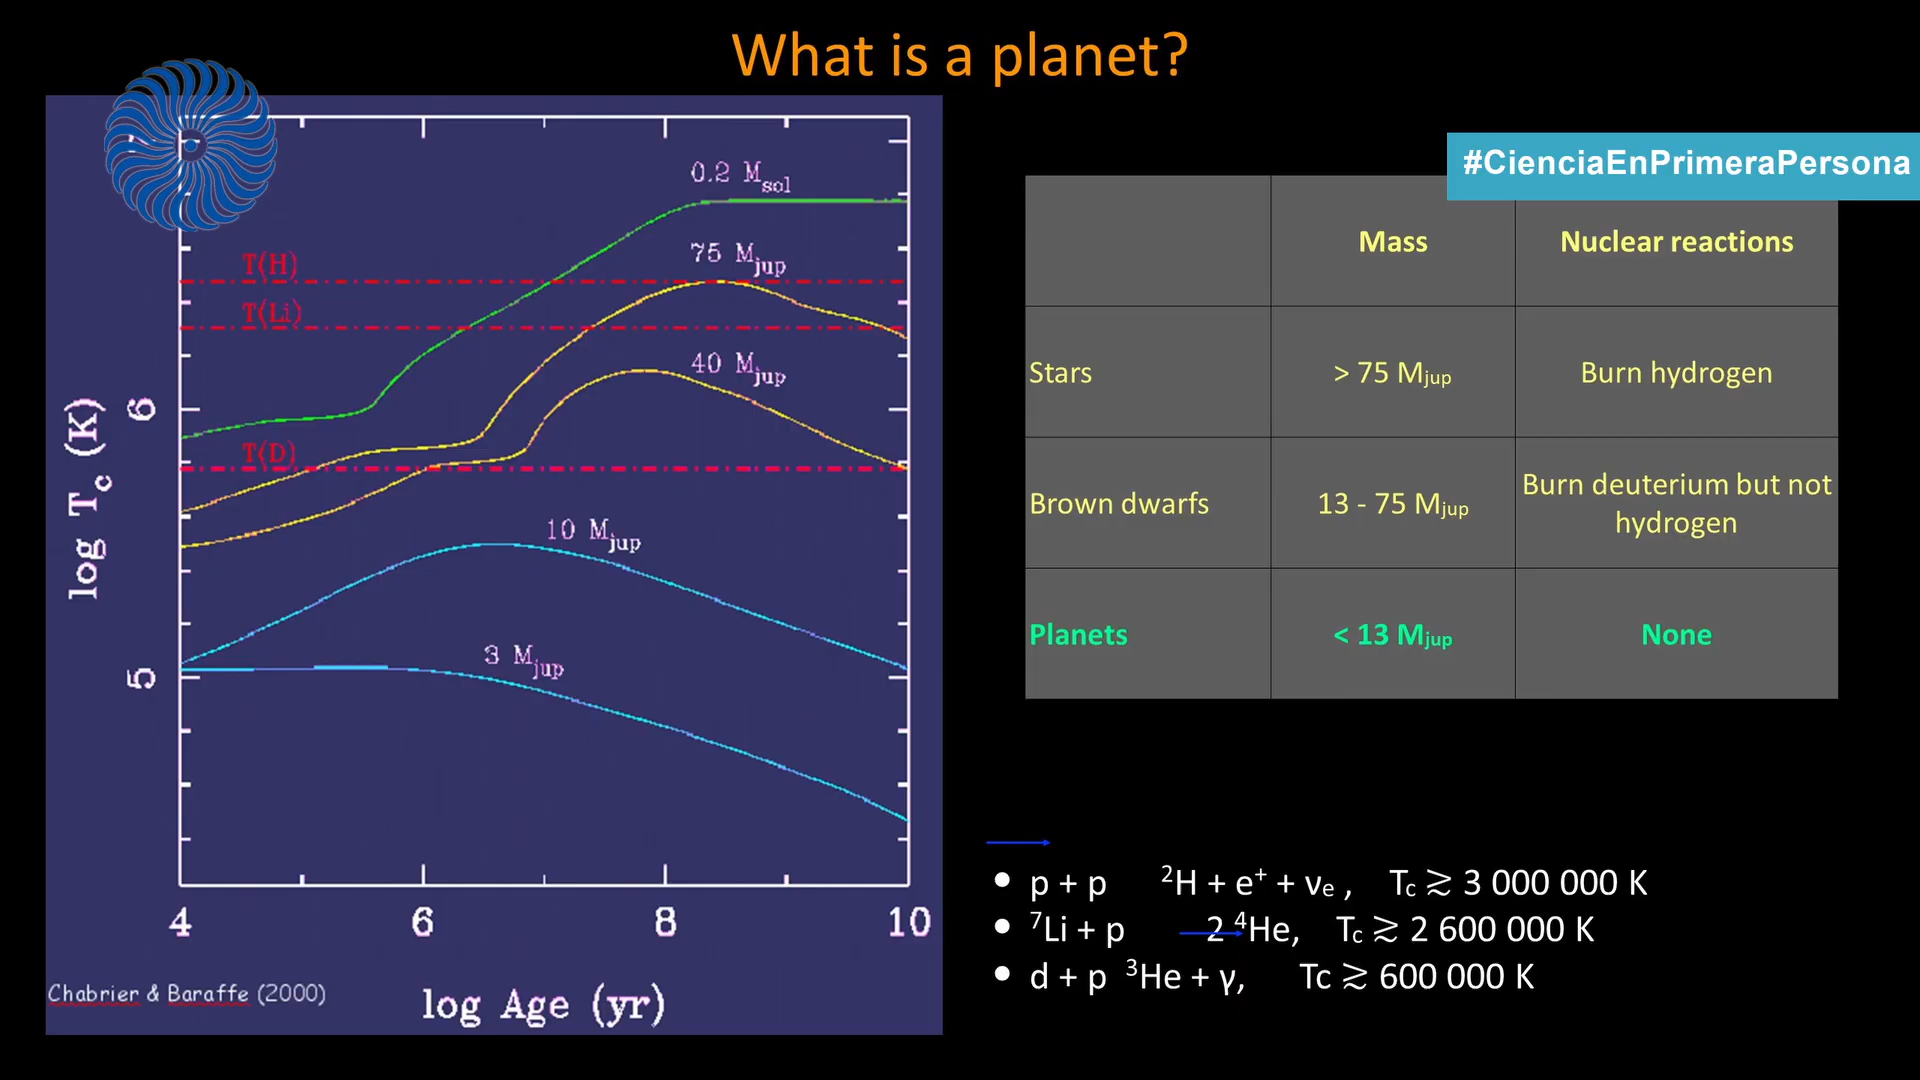 What is a planet?
#CienciaEnPrimeraPersona
0.2 Msol
75 Mjup
T(H)
T(Li)
40 Mjup
T(D)
10 Mjup
3 Mjup
log Tc (K)
6
5
4 6 8 10
log Age (yr)
Chabrier & Baraffe (2000)
Mass Nuclear reactions
Stars > 75 Mjup Burn hydrogen
Brown dwarfs 13 - 75 Mjup Burn deuterium but not
hydrogen
Planets < 13 Mjup None
• p + p ²H + e⁺ + νe , Tc ≳ 3 000 000 K
• ⁷Li + p 2 ⁴He, Tc ≳ 2 600 000 K
• d + p ³He + γ, Tc ≳ 600 000 K